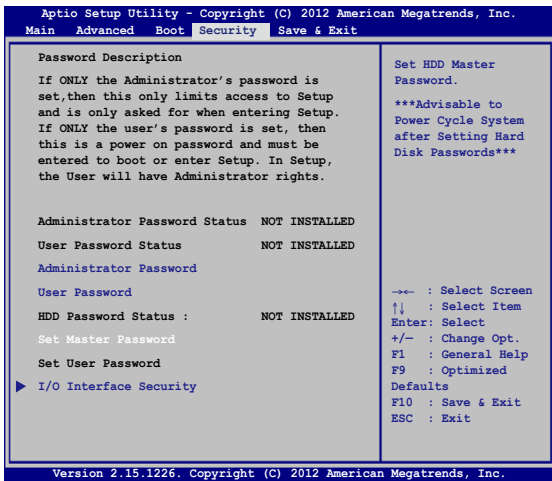 Aptio Setup Utility - Copyright (C) 2012 American Megatrends, Inc.
Main Advanced Boot Security Save & Exit
Password Description
If ONLY the Administrator's password is
set,then this only limits access to Setup
and is only asked for when entering Setup.
If ONLY the user's password is set, then
this is a power on password and must be
entered to boot or enter Setup. In Setup,
the User will have Administrator rights.
Administrator Password Status NOT INSTALLED
User Password Status NOT INSTALLED
Administrator Password
User Password
HDD Password Status : NOT INSTALLED
Set Master Password
Set User Password
I/O Interface Security
Set HDD Master
Password.
***Advisable to
Power Cycle System
after Setting Hard
Disk Passwords***
→← : Select Screen
↑↓ : Select Item
Enter: Select
+/— : Change Opt.
F1 : General Help
F9 : Optimized
Defaults
F10 : Save & Exit
ESC : Exit
Version 2.15.1226. Copyright (C) 2012 American Megatrends, Inc.